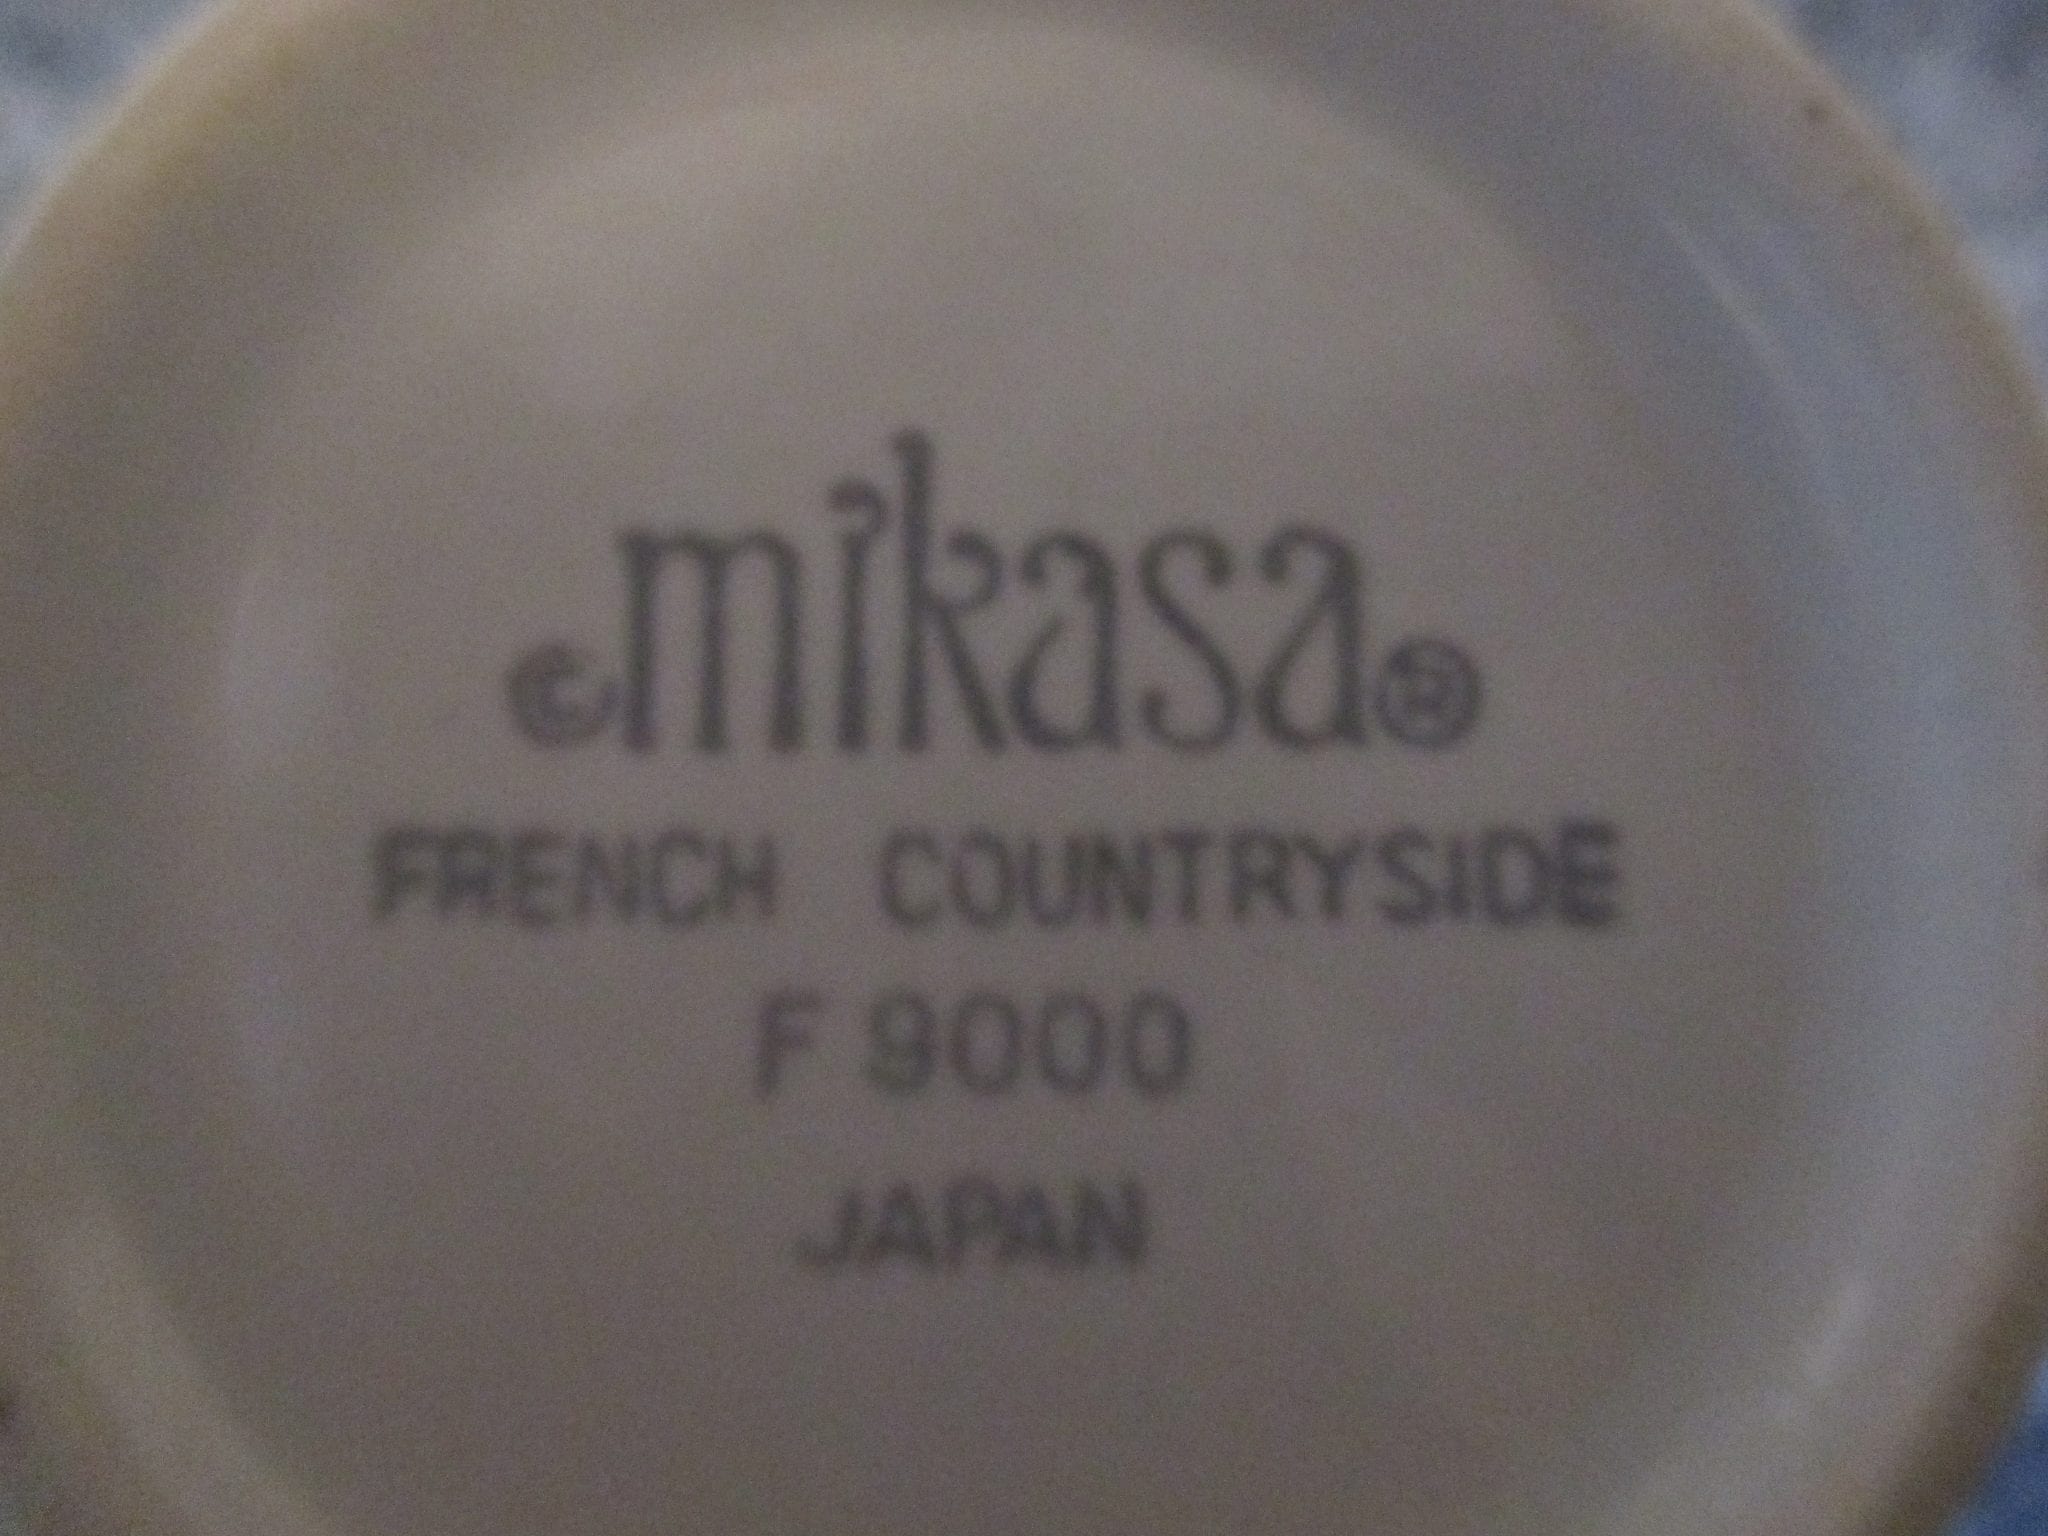 ©mikasa®
FRENCH COUNTRYSIDE
F 9000
JAPAN